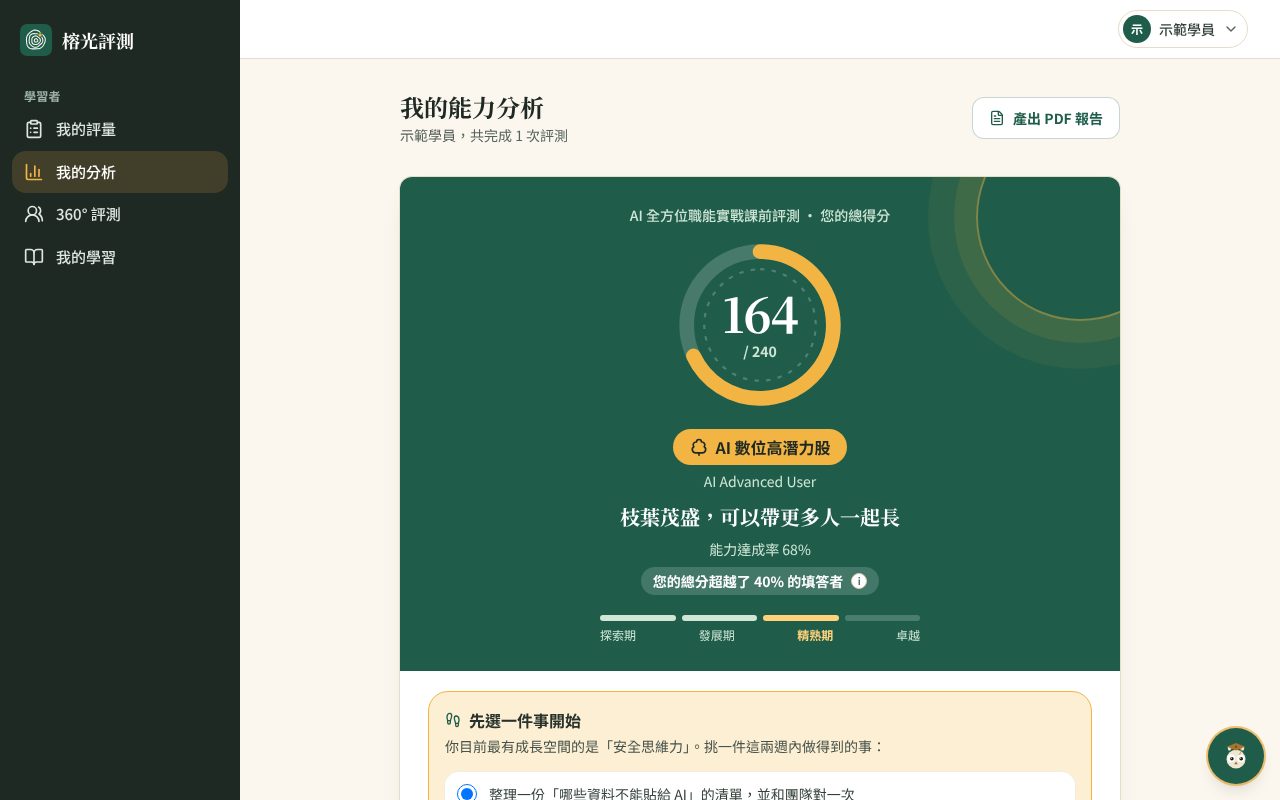 榕光評測
學習者
我的評量
我的分析
360° 評測
我的學習
示
示範學員
我的能力分析
示範學員，共完成 1 次評測
產出 PDF 報告
AI 全方位職能實戰課前評測 • 您的總得分
164
/ 240
AI 數位高潛力股
AI Advanced User
枝葉茂盛，可以帶更多人一起長
能力達成率 68%
您的總分超越了 40% 的填答者
探索期 發展期 精熟期 卓越
先選一件事開始
你目前最有成長空間的是「安全思維力」。挑一件這兩週內做得到的事：
整理一份「哪些資料不能貼給 AI」的清單，並和團隊對一次